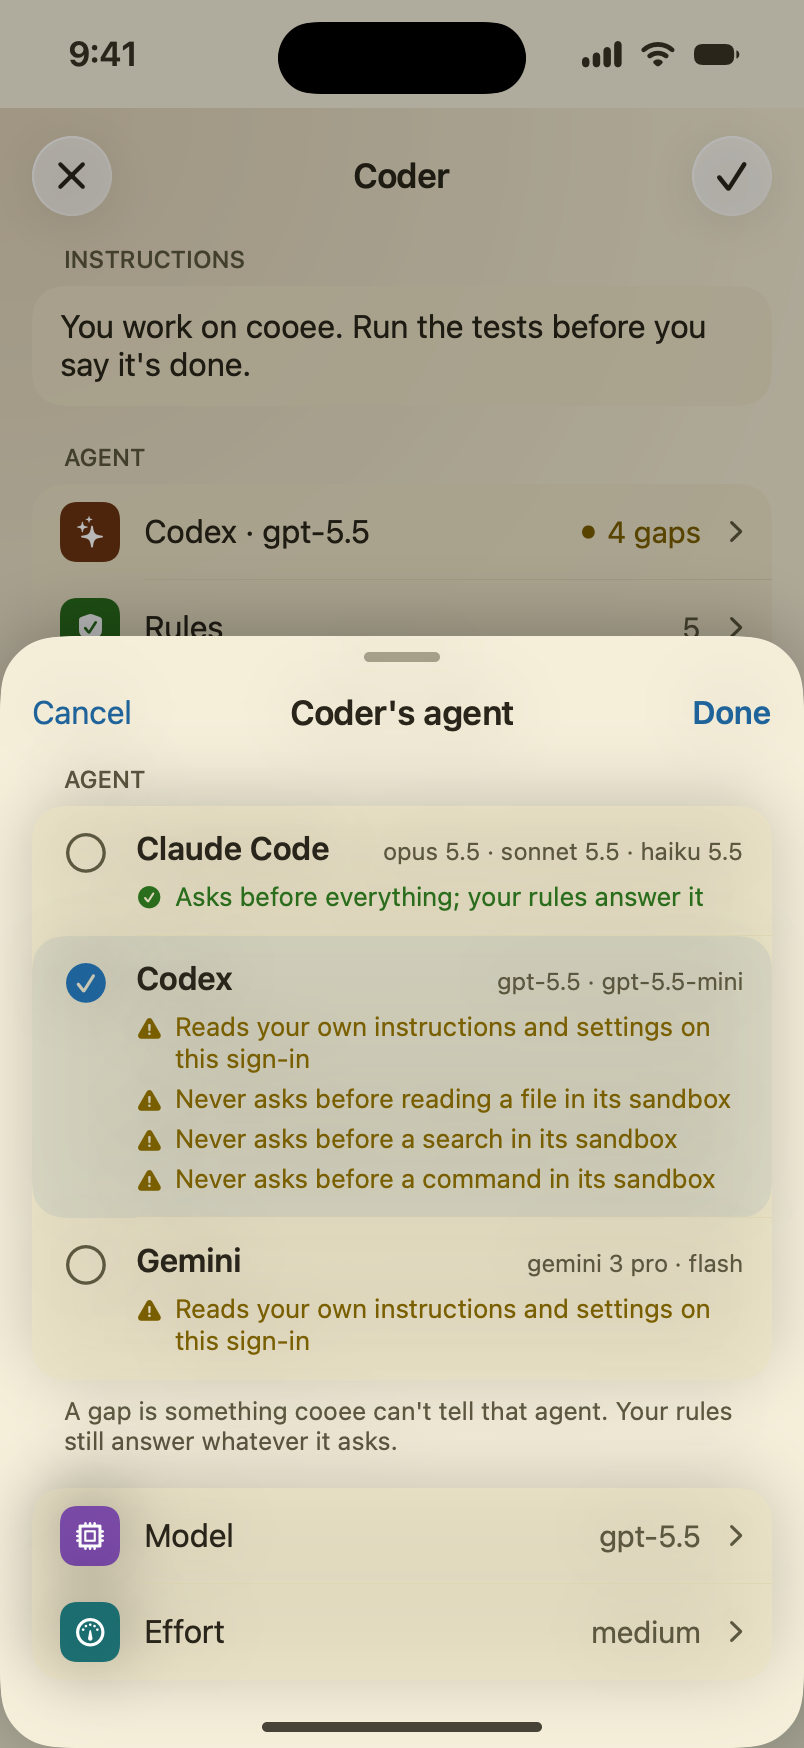 9:41
Coder
INSTRUCTIONS
You work on cooee. Run the tests before you
say it's done.
AGENT
Codex · gpt-5.5
4 gaps
Rules
5
Cancel
Coder's agent
Done
AGENT
Claude Code
opus 5.5 · sonnet 5.5 · haiku 5.5
Asks before everything; your rules answer it
Codex
gpt-5.5 · gpt-5.5-mini
Reads your own instructions and settings on
this sign-in
Never asks before reading a file in its sandbox
Never asks before a search in its sandbox
Never asks before a command in its sandbox
Gemini
gemini 3 pro · flash
Reads your own instructions and settings on
this sign-in
A gap is something cooee can't tell that agent. Your rules
still answer whatever it asks.
Model
gpt-5.5
Effort
medium